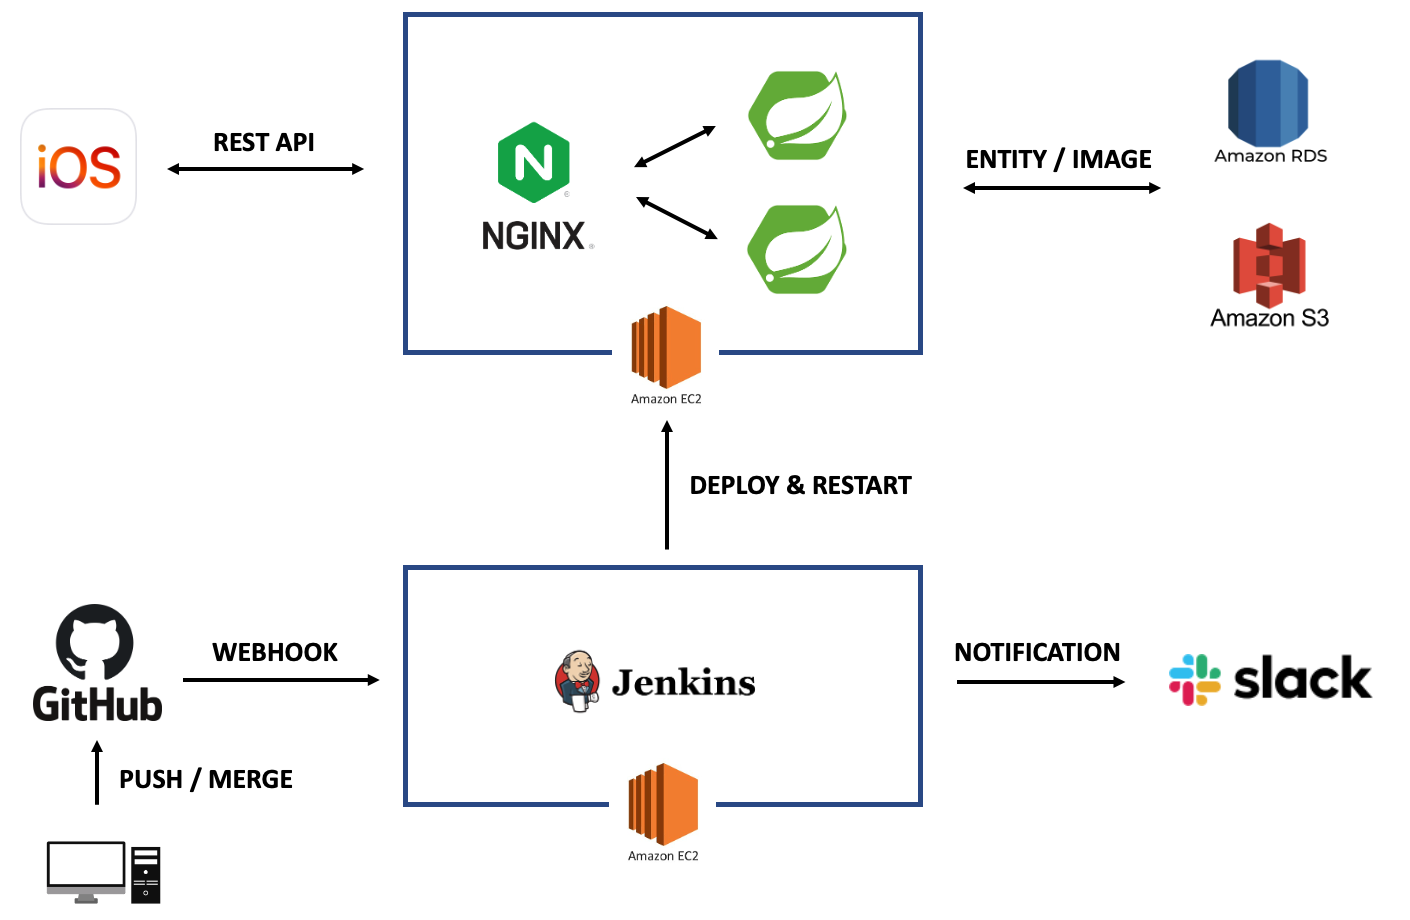 iOS
REST API
NGINX
ENTITY / IMAGE
Amazon RDS
Amazon S3
Amazon EC2
DEPLOY & RESTART
GitHub
WEBHOOK
Jenkins
NOTIFICATION
slack
PUSH / MERGE
Amazon EC2